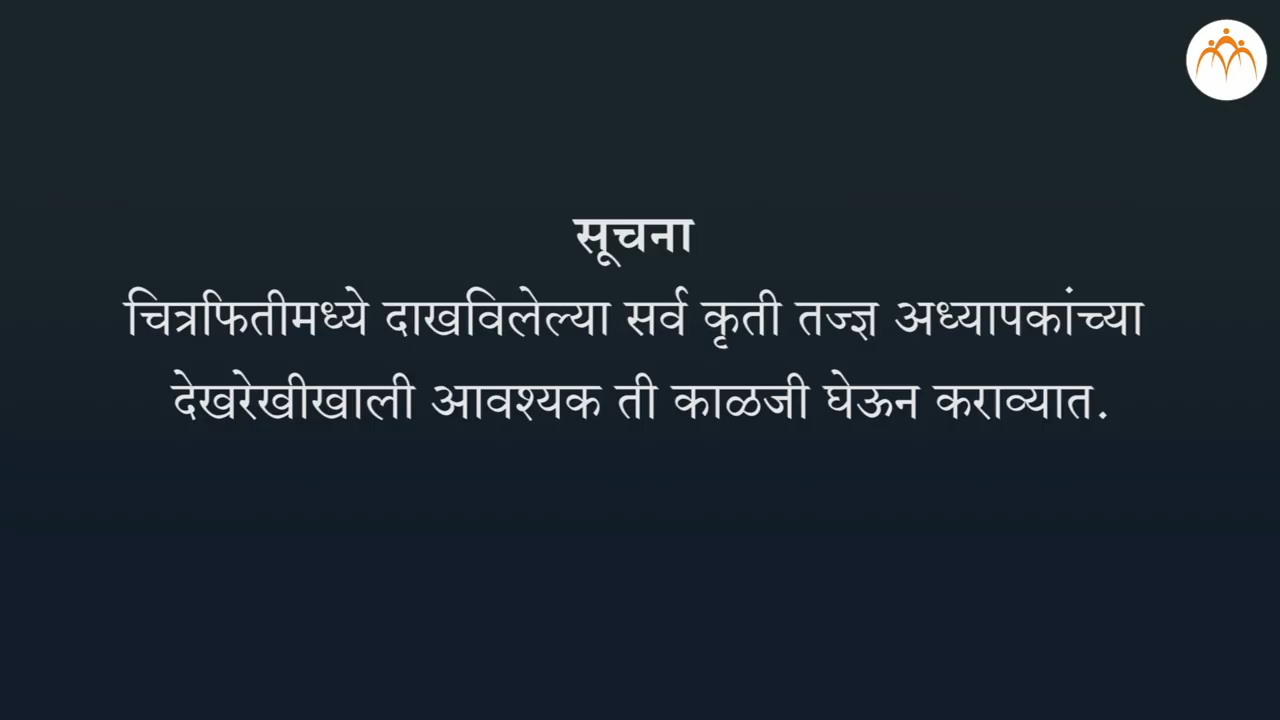 सूचना
चित्रफितीमध्ये दाखविलेल्या सर्व कृती तज्ज्ञ अध्यापकांच्या
देखरेखीखाली आवश्यक ती काळजी घेऊन कराव्यात.